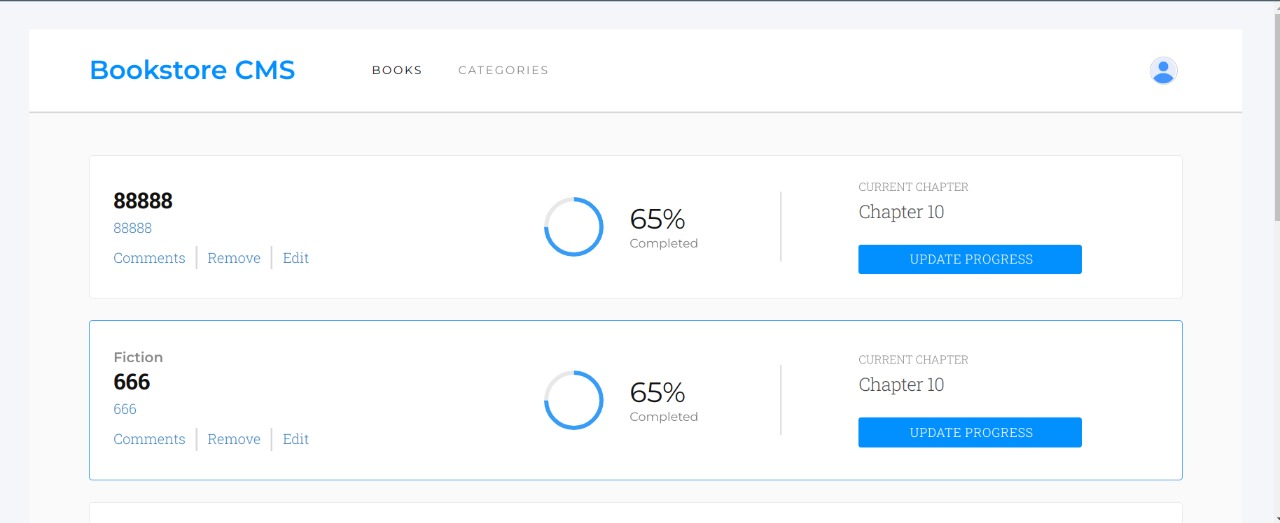 Bookstore CMS
BOOKS
CATEGORIES
88888
88888
Comments
Remove
Edit
65%
Completed
CURRENT CHAPTER
Chapter 10
UPDATE PROGRESS
Fiction
666
666
Comments
Remove
Edit
65%
Completed
CURRENT CHAPTER
Chapter 10
UPDATE PROGRESS